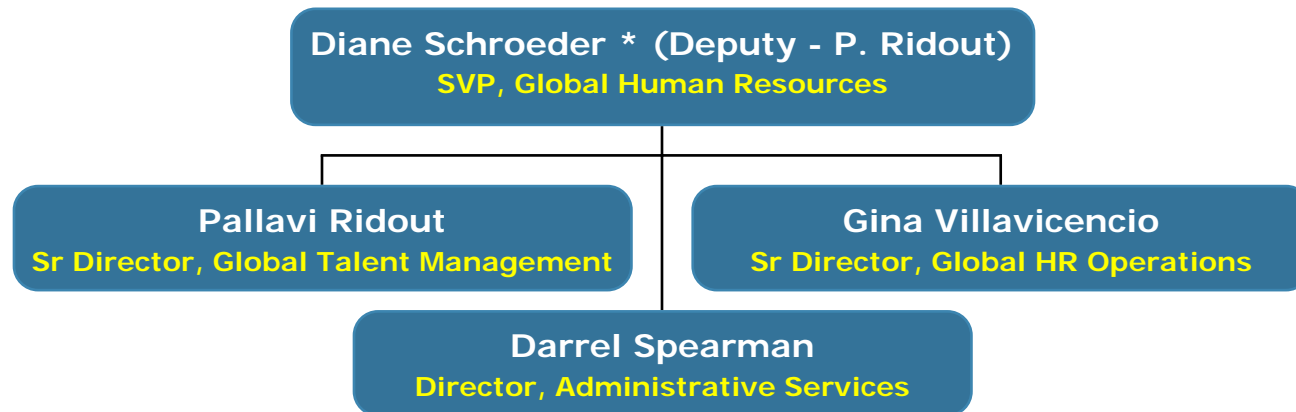 Diane Schroeder * (Deputy - P. Ridout)
SVP, Global Human Resources
Pallavi Ridout
Sr Director, Global Talent Management
Gina Villavicencio
Sr Director, Global HR Operations
Darrel Spearman
Director, Administrative Services